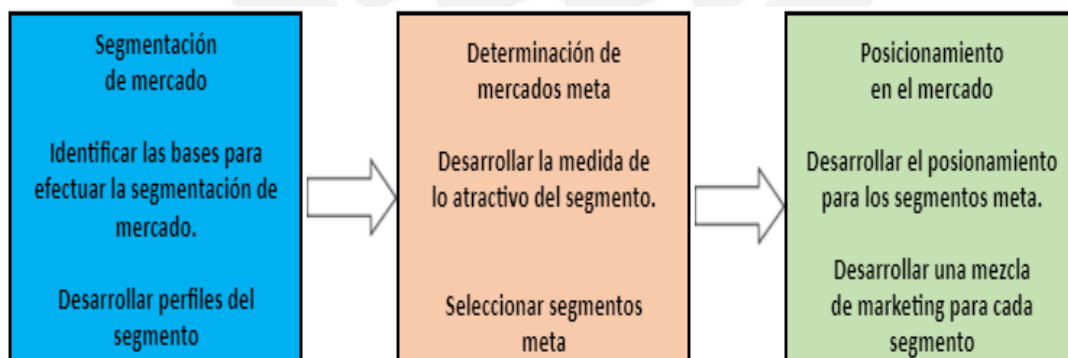 Segmentación
de mercado
Identificar las bases para
efectuar la segmentación de
mercado.
Desarrollar perfiles del
segmento
Determinación de
mercados meta
Desarrollar la medida de
lo atractivo del segmento.
Seleccionar segmentos
meta
Posicionamiento
en el mercado
Desarrollar el posionamiento
para los segmentos meta.
Desarrollar una mezcla
de marketing para cada
segmento